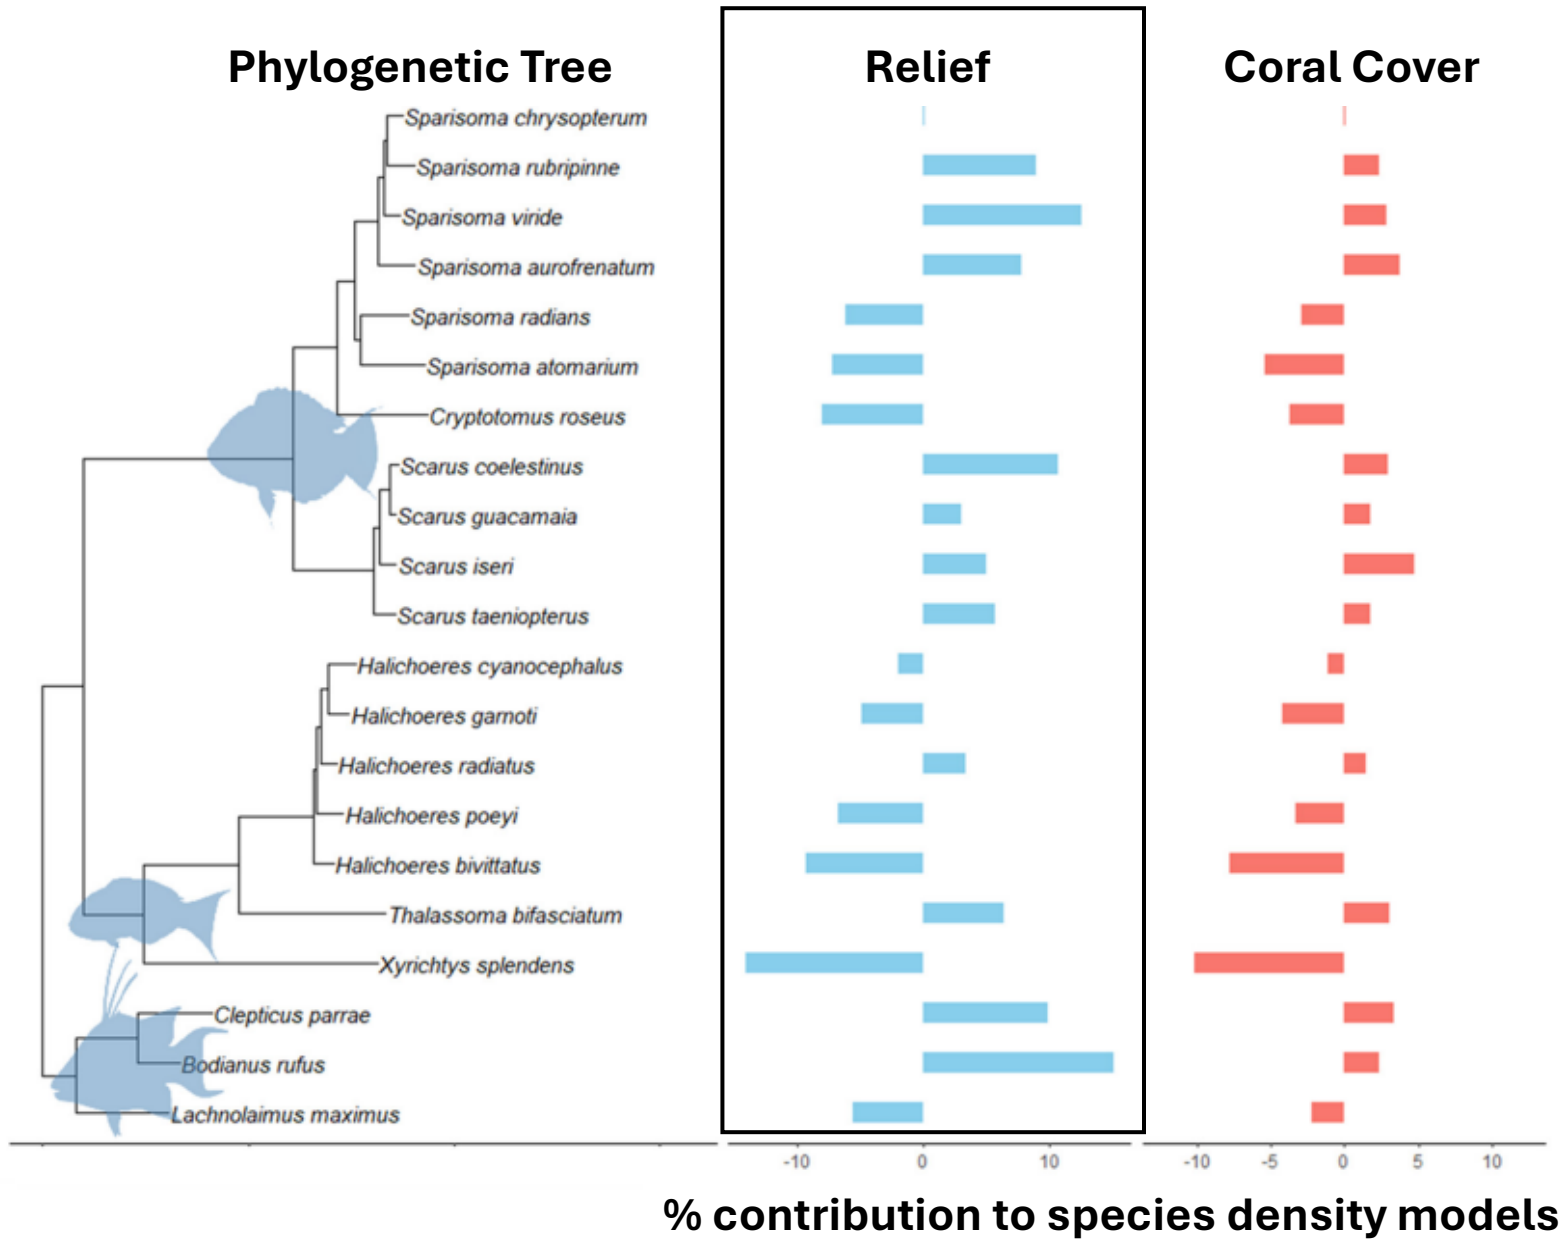 Phylogenetic Tree
Relief
Coral Cover
Sparisoma chrysopterum
Sparisoma rubripinne
Sparisoma viride
Sparisoma aurofrenatum
Sparisoma radians
Sparisoma atomarium
Cryptotomus roseus
Scarus coelestinus
Scarus guacamaia
Scarus iseri
Scarus taeniopterus
Halichoeres cyanocephalus
Halichoeres garnoti
Halichoeres radiatus
Halichoeres poeyi
Halichoeres bivittatus
Thalassoma bifasciatum
Xyrichtys splendens
Clepticus parrae
Bodianus rufus
Lachnolaimus maximus
-10 0 10
-10 -5 0 5 10
% contribution to species density models